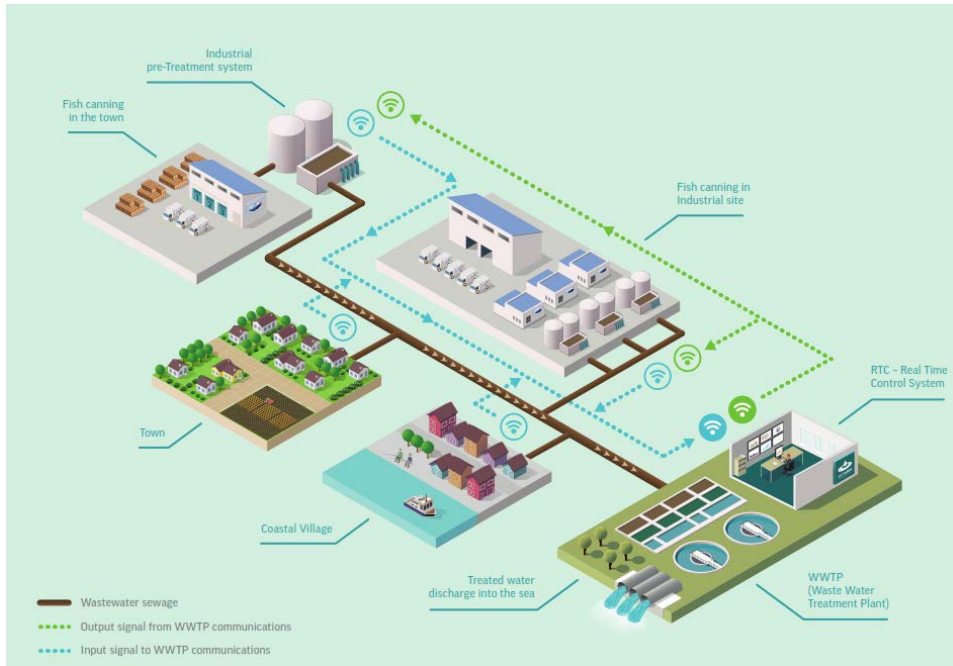 Industrial
pre-Treatment system
Fish canning
in the town
Fish canning in
Industrial site
RTC – Real Time
Control System
Town
Coastal Village
Treated water
discharge into the sea
WWTP
(Waste Water
Treatment Plant)
Wastewater sewage
Output signal from WWTP communications
Input signal to WWTP communications